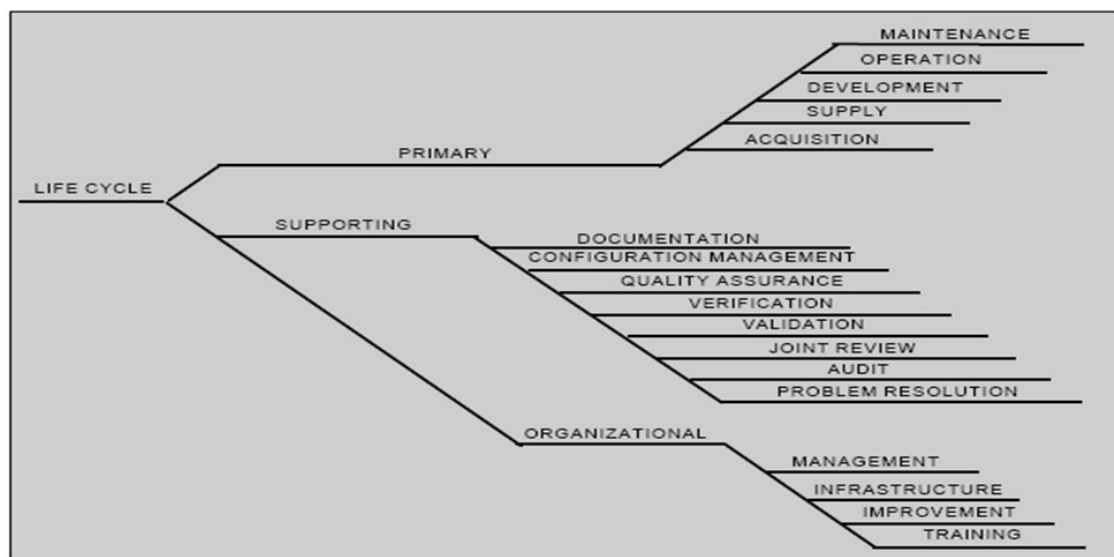 MAINTENANCE
OPERATION
DEVELOPMENT
SUPPLY
ACQUISITION
PRIMARY
LIFE CYCLE
SUPPORTING
DOCUMENTATION
CONFIGURATION MANAGEMENT
QUALITY ASSURANCE
VERIFICATION
VALIDATION
JOINT REVIEW
AUDIT
PROBLEM RESOLUTION
ORGANIZATIONAL
MANAGEMENT
INFRASTRUCTURE
IMPROVEMENT
TRAINING